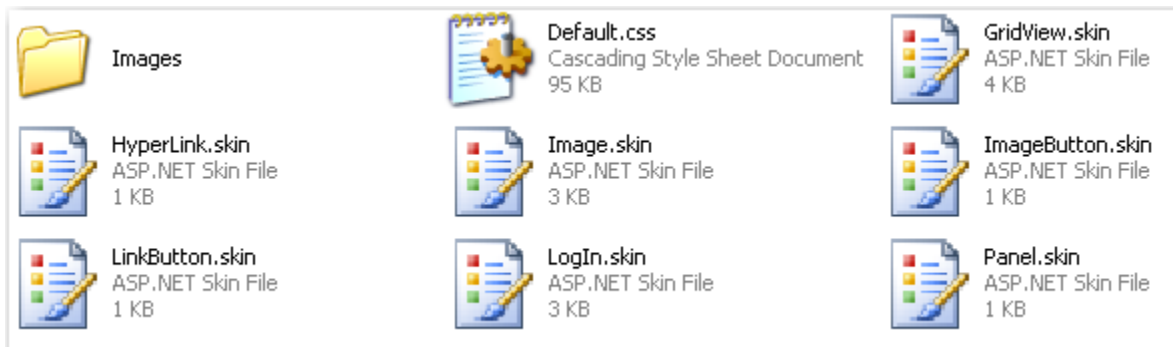 Images
Default.css
Cascading Style Sheet Document
95 KB
GridView.skin
ASP.NET Skin File
4 KB
HyperLink.skin
ASP.NET Skin File
1 KB
Image.skin
ASP.NET Skin File
3 KB
ImageButton.skin
ASP.NET Skin File
1 KB
LinkButton.skin
ASP.NET Skin File
1 KB
LogIn.skin
ASP.NET Skin File
3 KB
Panel.skin
ASP.NET Skin File
1 KB